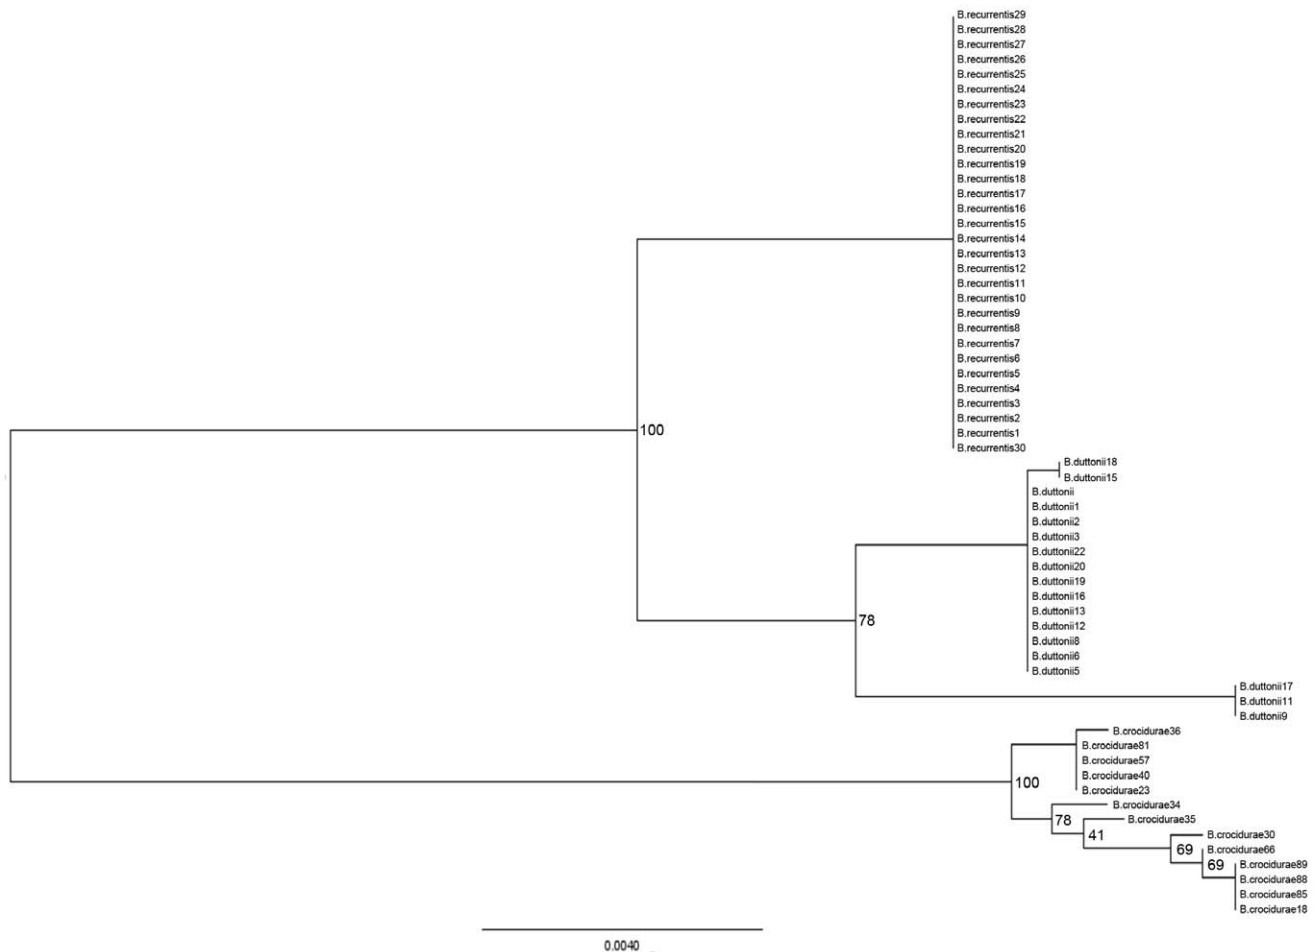 B.recurrentis29
B.recurrentis28
B.recurrentis27
B.recurrentis26
B.recurrentis25
B.recurrentis24
B.recurrentis23
B.recurrentis22
B.recurrentis21
B.recurrentis20
B.recurrentis19
B.recurrentis18
B.recurrentis17
B.recurrentis16
B.recurrentis15
B.recurrentis14
B.recurrentis13
B.recurrentis12
B.recurrentis11
B.recurrentis10
B.recurrentis9
B.recurrentis8
B.recurrentis7
B.recurrentis6
B.recurrentis5
B.recurrentis4
B.recurrentis3
B.recurrentis2
100
B.recurrentis1
B.recurrentis30
B.duttonii18
B.duttonii15
B.duttonii
B.duttonii1
B.duttonii2
B.duttonii3
B.duttonii22
B.duttonii20
B.duttonii19
B.duttonii16
B.duttonii13
78
B.duttonii12
B.duttonii8
B.duttonii6
B.duttonii5
B.duttonii17
B.duttonii11
B.duttonii9
B.crocidurae36
B.crocidurae81
B.crocidurae57
B.crocidurae40
100
B.crocidurae23
B.crocidurae34
78
B.crocidurae35
41
B.crocidurae30
69
B.crocidurae66
69
B.crocidurae89
B.crocidurae88
B.crocidurae85
B.crocidurae18
0.0040